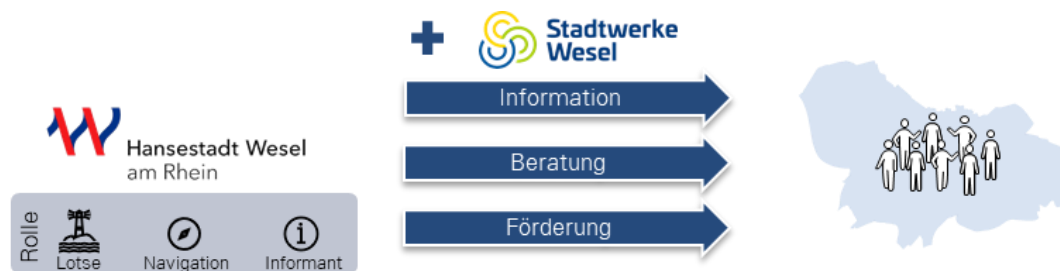 Stadtwerke
Wesel
Hansestadt Wesel
am Rhein
Rolle
Lotse
Navigation
Informant
Information
Beratung
Förderung